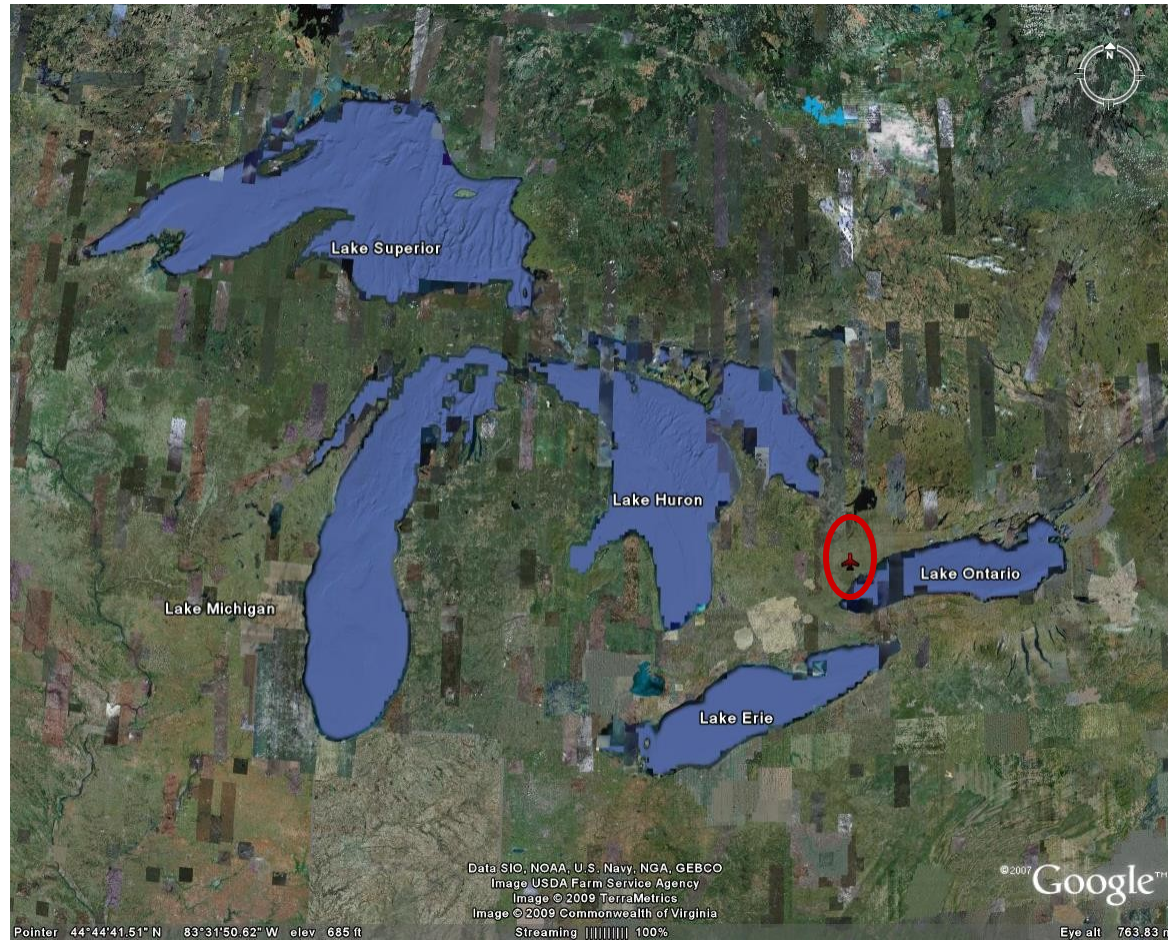 N
Lake Superior
Lake Huron
Lake Ontario
Lake Michigan
Lake Erie
Data SIO, NOAA, U.S. Navy, NGA, GEBCO
Image USDA Farm Service Agency
Image © 2009 TerraMetrics
Image © 2009 Commonwealth of Virginia
©2007 Google™
Pointer 44°44'41.51" N 83°31'50.62" W elev 685 ft Streaming |||||||||| 100% Eye alt 763.83 m